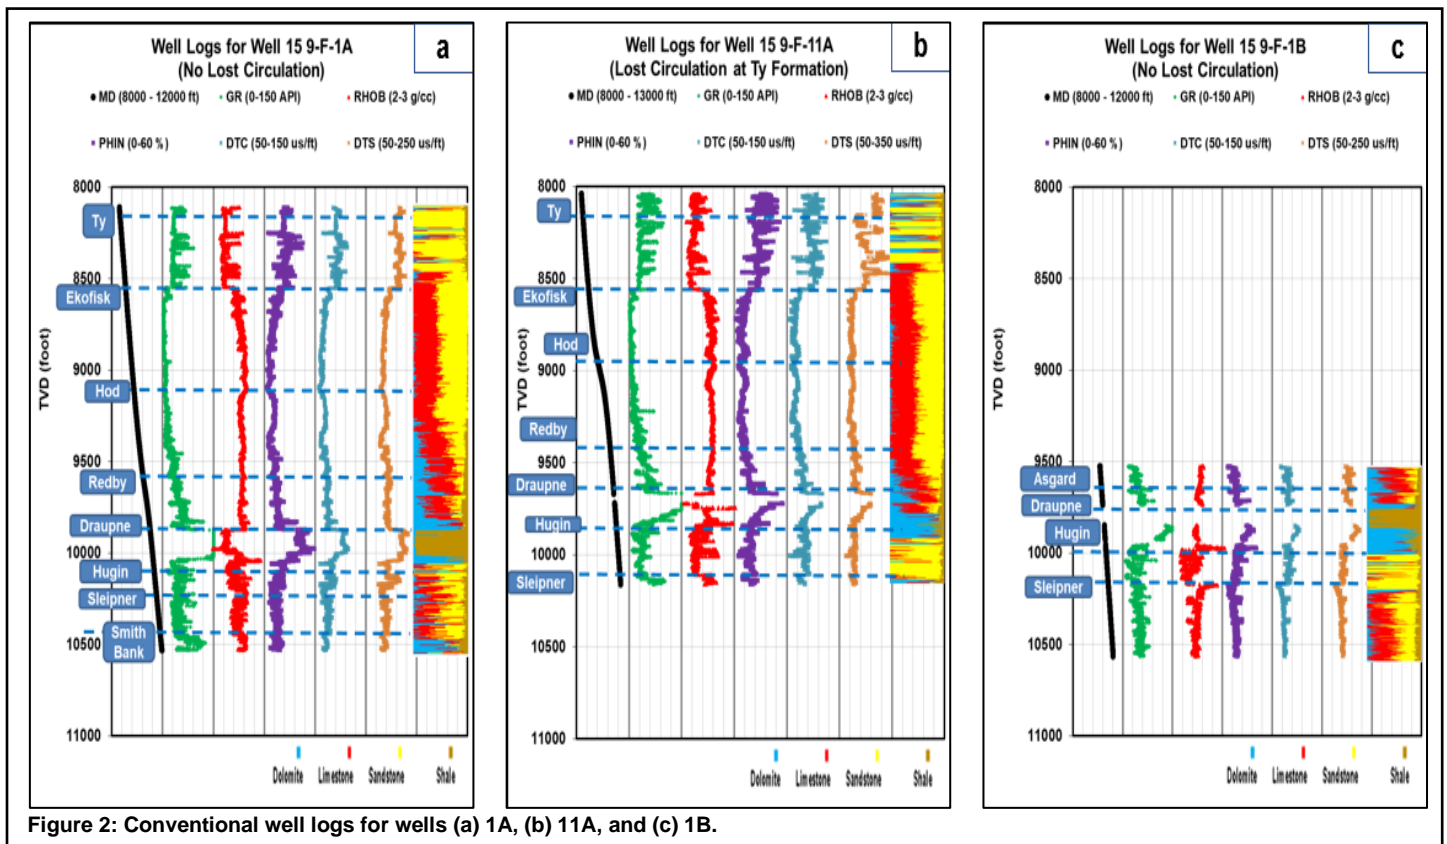 Well Logs for Well 15 9-F-1A
(No Lost Circulation)
a
MD (8000 - 12000 ft)
GR (0-150 API)
RHOB (2-3 g/cc)
PHIN (0-60 %)
DTC (50-150 us/ft)
DTS (50-250 us/ft)
TVD (foot)
8000
8500
9000
9500
10000
10500
11000
Ty
Ekofisk
Hod
Redby
Draupne
Hugin
Sleipner
Smith
Bank
Dolomite
Limestone
Sandstone
Shale
Well Logs for Well 15 9-F-11A
(Lost Circulation at Ty Formation)
b
MD (8000 - 13000 ft)
GR (0-150 API)
RHOB (2-3 g/cc)
PHIN (0-60 %)
DTC (50-150 us/ft)
DTS (50-350 us/ft)
TVD (foot)
8000
8500
9000
9500
10000
10500
11000
Ty
Ekofisk
Hod
Redby
Draupne
Hugin
Sleipner
Dolomite
Limestone
Sandstone
Shale
Well Logs for Well 15 9-F-1B
(No Lost Circulation)
c
MD (8000 - 12000 ft)
GR (0-150 API)
RHOB (2-3 g/cc)
PHIN (0-60 %)
DTC (50-150 us/ft)
DTS (50-250 us/ft)
TVD (foot)
8000
8500
9000
9500
10000
10500
11000
Asgard
Draupne
Hugin
Sleipner
Dolomite
Limestone
Sandstone
Shale
Figure 2: Conventional well logs for wells (a) 1A, (b) 11A, and (c) 1B.